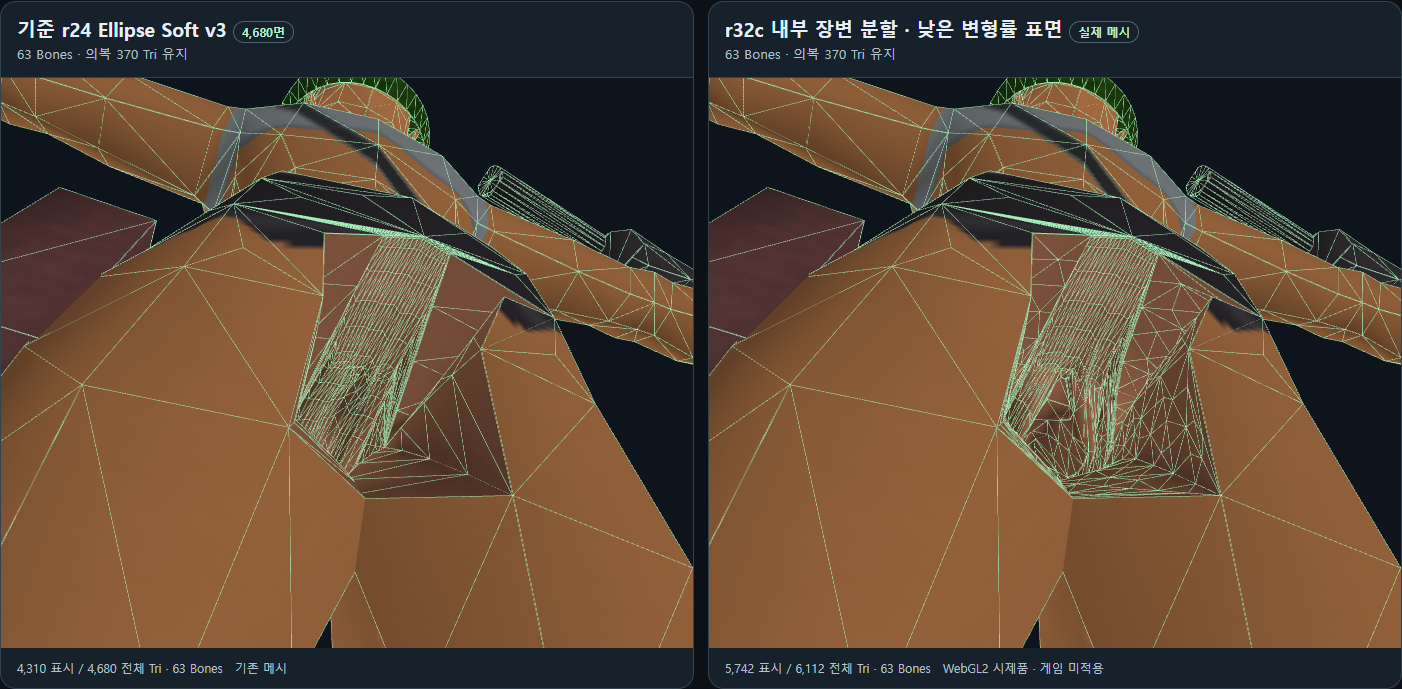 기준 r24 Ellipse Soft v3 4,680면
63 Bones · 의복 370 Tri 유지
4,310 표시 / 4,680 전체 Tri · 63 Bones 기존 메시
r32c 내부 장변 분할 · 낮은 변형률 표면 실제 메시
63 Bones · 의복 370 Tri 유지
5,742 표시 / 6,112 전체 Tri · 63 Bones WebGL2 시제품 · 게임 미적용